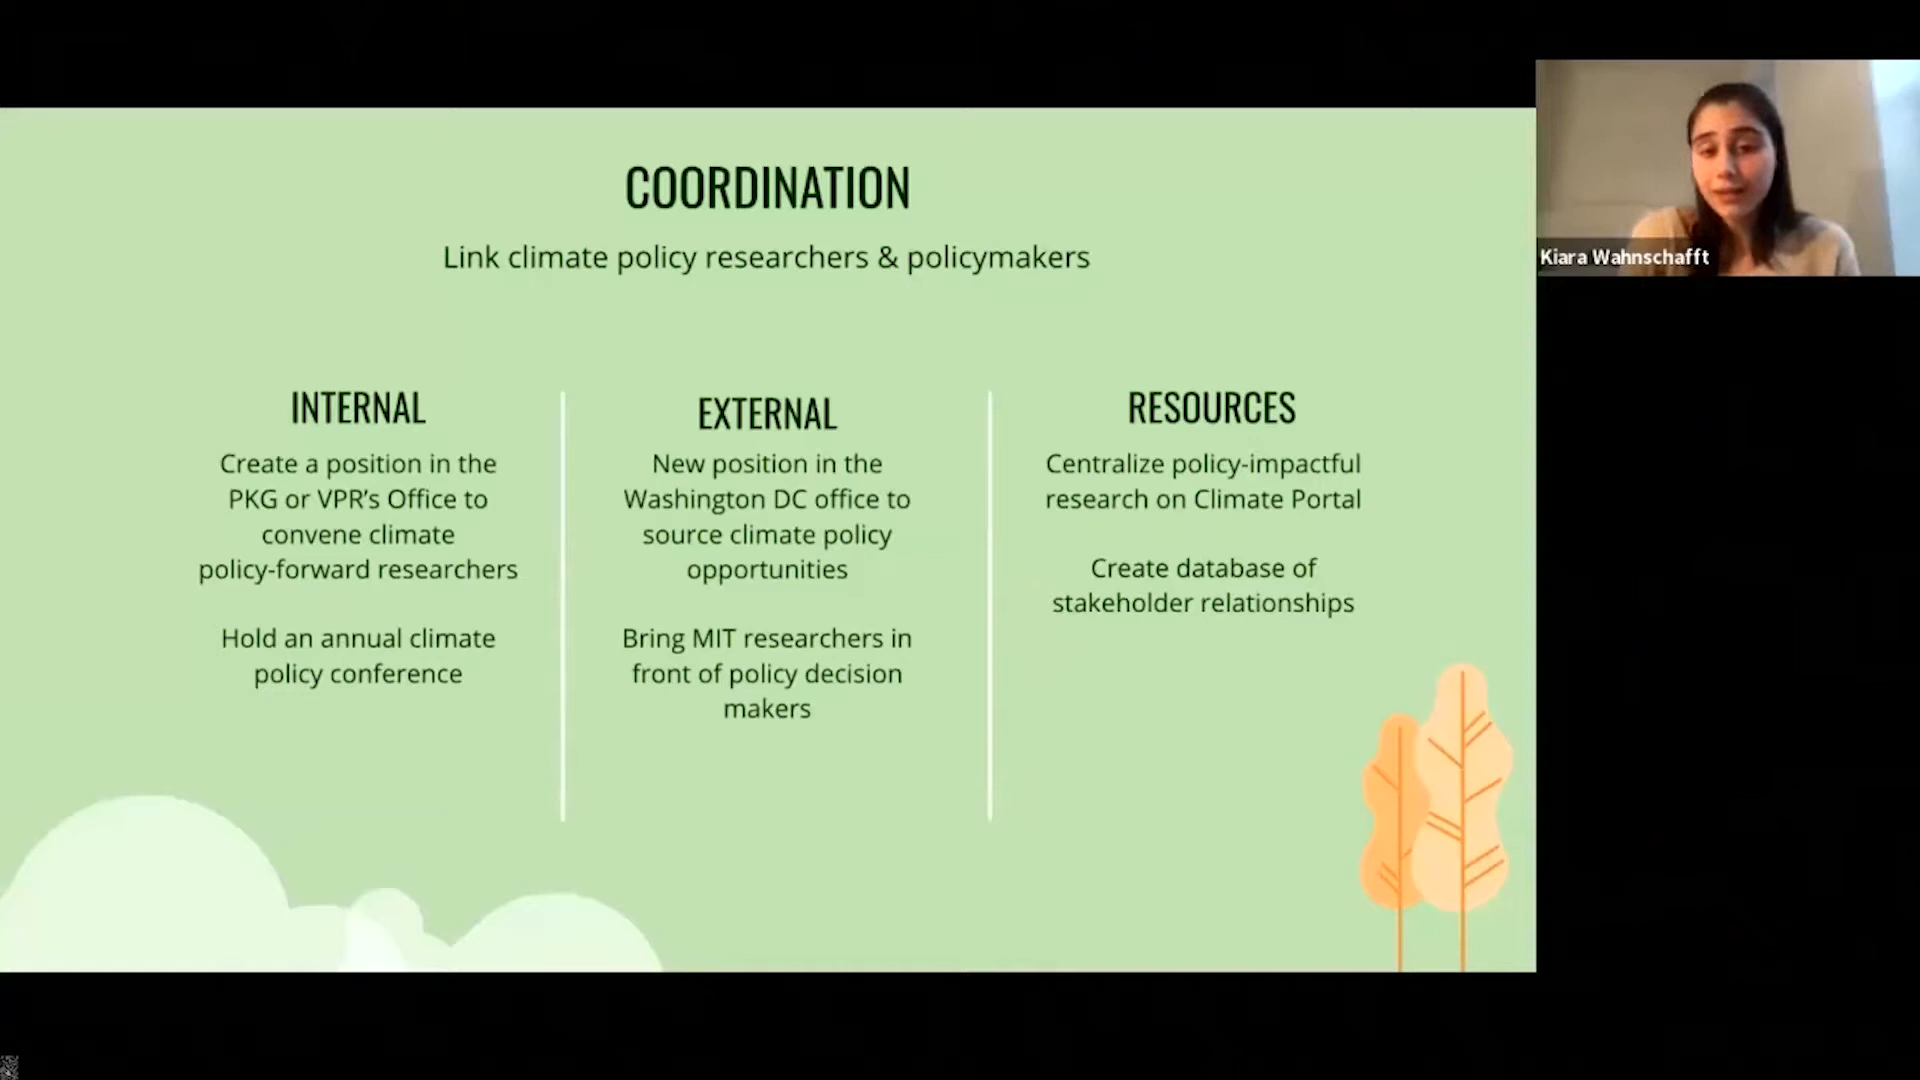 COORDINATION
Link climate policy researchers & policymakers
INTERNAL
Create a position in the
PKG or VPR's Office to
convene climate
policy-forward researchers
Hold an annual climate
policy conference
EXTERNAL
New position in the
Washington DC office to
source climate policy
opportunities
Bring MIT researchers in
front of policy decision
makers
RESOURCES
Centralize policy-impactful
research on Climate Portal
Create database of
stakeholder relationships
Kiara Wahnschafft